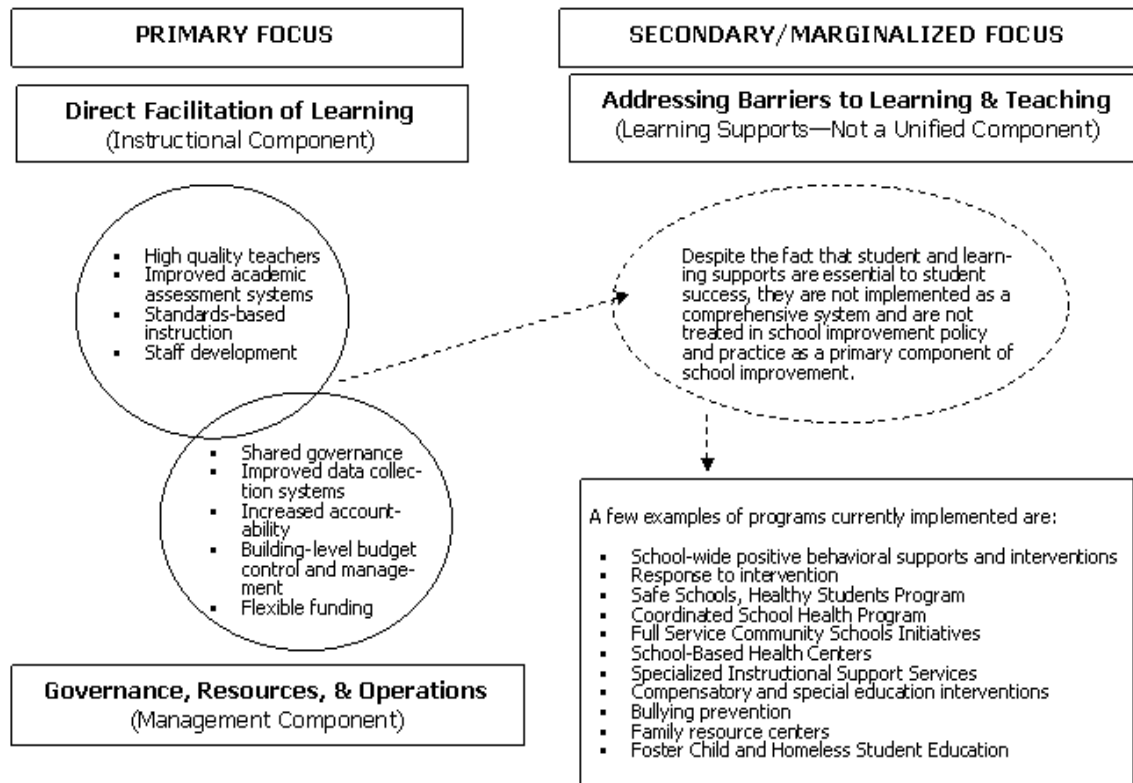 PRIMARY FOCUS
Direct Facilitation of Learning
(Instructional Component)
▪ High quality teachers
▪ Improved academic
assessment systems
▪ Standards-based
instruction
▪ Staff development
▪ Shared governance
▪ Improved data collec-
tion systems
▪ Increased account-
ability
▪ Building-level budget
control and manage-
ment
▪ Flexible funding
Governance, Resources, & Operations
(Management Component)
SECONDARY/MARGINALIZED FOCUS
Addressing Barriers to Learning & Teaching
(Learning Supports—Not a Unified Component)
Despite the fact that student and learn-
ing supports are essential to student
success, they are not implemented as a
comprehensive system and are not
treated in school improvement policy
and practice as a primary component of
school improvement.
A few examples of programs currently implemented are:
▪ School-wide positive behavioral supports and interventions
▪ Response to intervention
▪ Safe Schools, Healthy Students Program
▪ Coordinated School Health Program
▪ Full Service Community Schools Initiatives
▪ School-Based Health Centers
▪ Specialized Instructional Support Services
▪ Compensatory and special education interventions
▪ Bullying prevention
▪ Family resource centers
▪ Foster Child and Homeless Student Education